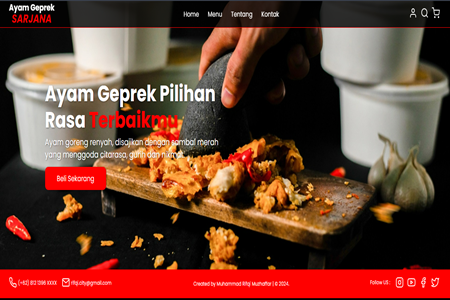 Ayam Geprek
SARJANA
Home Menu Tentang Kontak
Ayam Geprek Pilihan
Rasa Terbaikmu
Ayam goreng renyah, disajikan dengan sambal merah
yang menggoda citarasa, gurih dan nikmat
Beli Sekarang
(+62) 812 1386 XXXX
rifqi.city@gmail.com
Created by Muhammad Rifqi Muthaffar | © 2024.
Follow US :